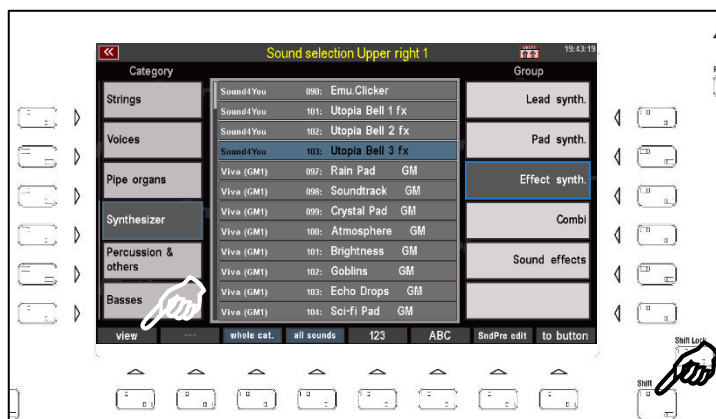 Sound selection Upper right 1
SHIFT
19:43:19
Category
Group
Strings
Voices
Pipe organs
Synthesizer
Percussion &
others
Basses
Sound4You 090: Emu.Clicker
Sound4You 101: Utopia Bell 1 fx
Sound4You 102: Utopia Bell 2 fx
Sound4You 103: Utopia Bell 3 fx
Viva (GM1) 097: Rain Pad GM
Viva (GM1) 098: Soundtrack GM
Viva (GM1) 099: Crystal Pad GM
Viva (GM1) 100: Atmosphere GM
Viva (GM1) 101: Brightness GM
Viva (GM1) 102: Goblins GM
Viva (GM1) 103: Echo Drops GM
Viva (GM1) 104: Sci-fi Pad GM
Lead synth.
Pad synth.
Effect synth.
Combi
Sound effects
view --- whole cat. all sounds 123 ABC SndPre edit to button
Shift Lock
Shift